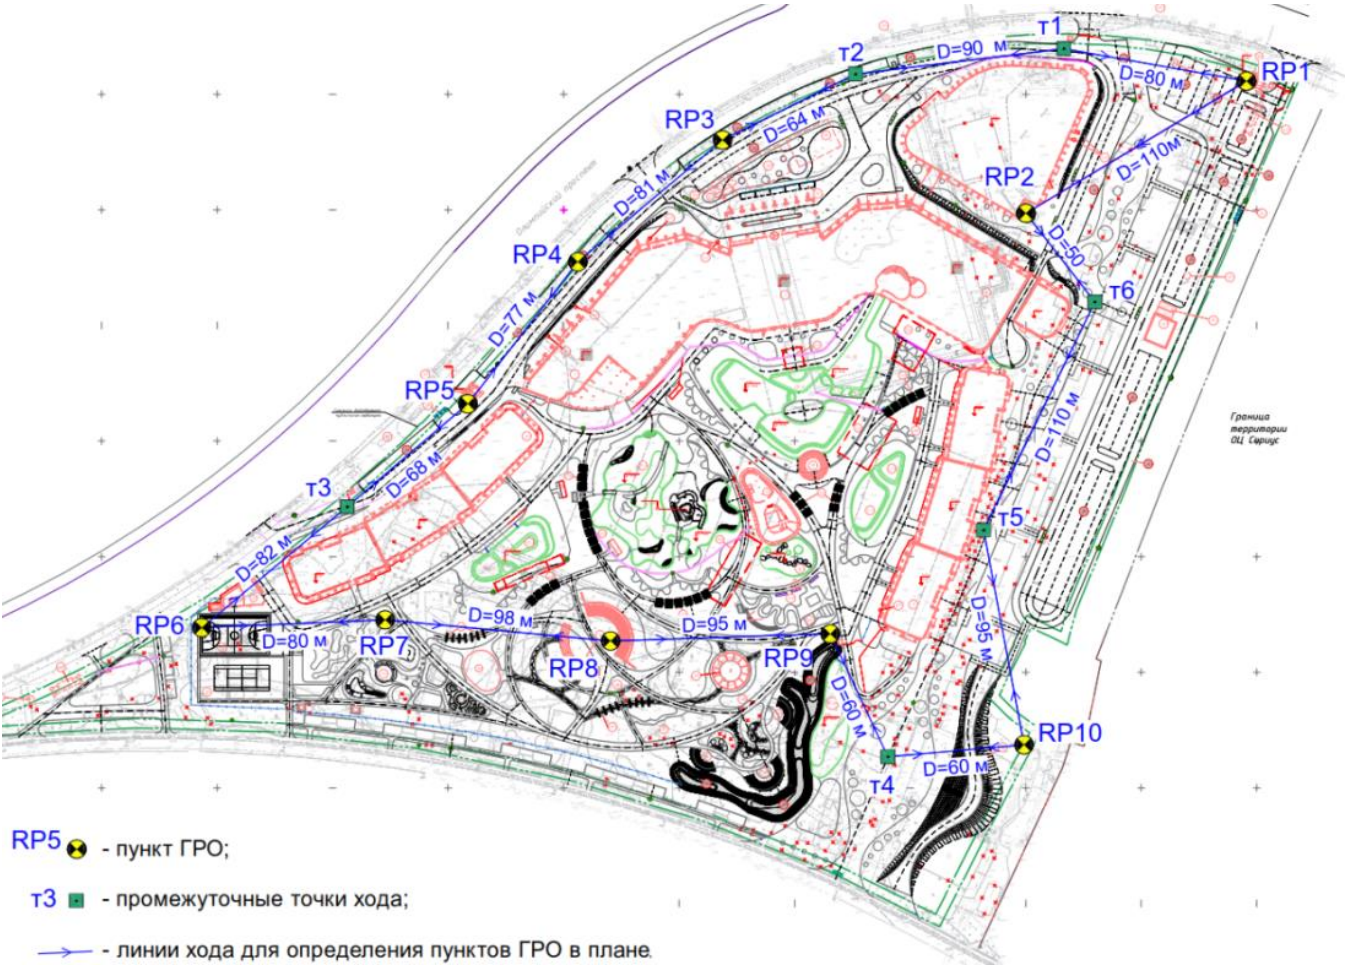 т1
т2
D=90 м
D=80 м
RP1
RP3
D=64 м
D=110м
RP2
D=81 м
D=50
RP4
т6
D=77 м
RP5
Граница
территории
ОЦ Сириус
D=110 м
D=68 м
т3
т5
D=82 м
RP6
D=80 м
RP7
D=98 м
RP8
D=95 м
RP9
D=95 м
D=60 м
RP10
т4
D=60 м
RP5 - пункт ГРО;
т3 - промежуточные точки хода;
- линии хода для определения пунктов ГРО в плане.